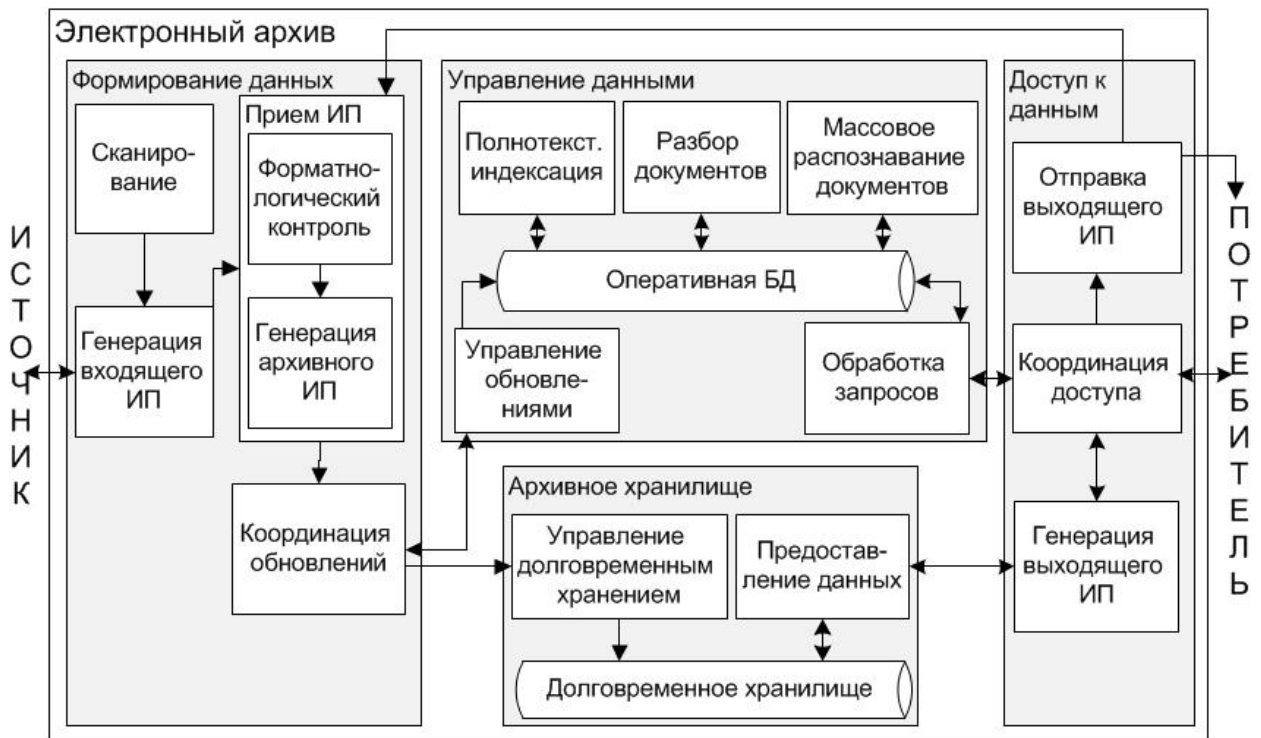 Электронный архив
Формирование данных
Сканиро-
вание
Генерация
входящего
ИП
Прием ИП
Форматно-
логический
контроль
Генерация
архивного
ИП
Координация
обновлений
Управление данными
Полнотекст.
индексация
Разбор
документов
Массовое
распознавание
документов
Оперативная БД
Управление
обновле-
ниями
Обработка
запросов
Архивное хранилище
Управление
долговременным
хранением
Предостав-
ление данных
Долговременное хранилище
Доступ к
данным
Отправка
выходящего
ИП
Координация
доступа
Генерация
выходящего
ИП
ИСТОЧНИК
ПОТРЕБИТЕЛЬ